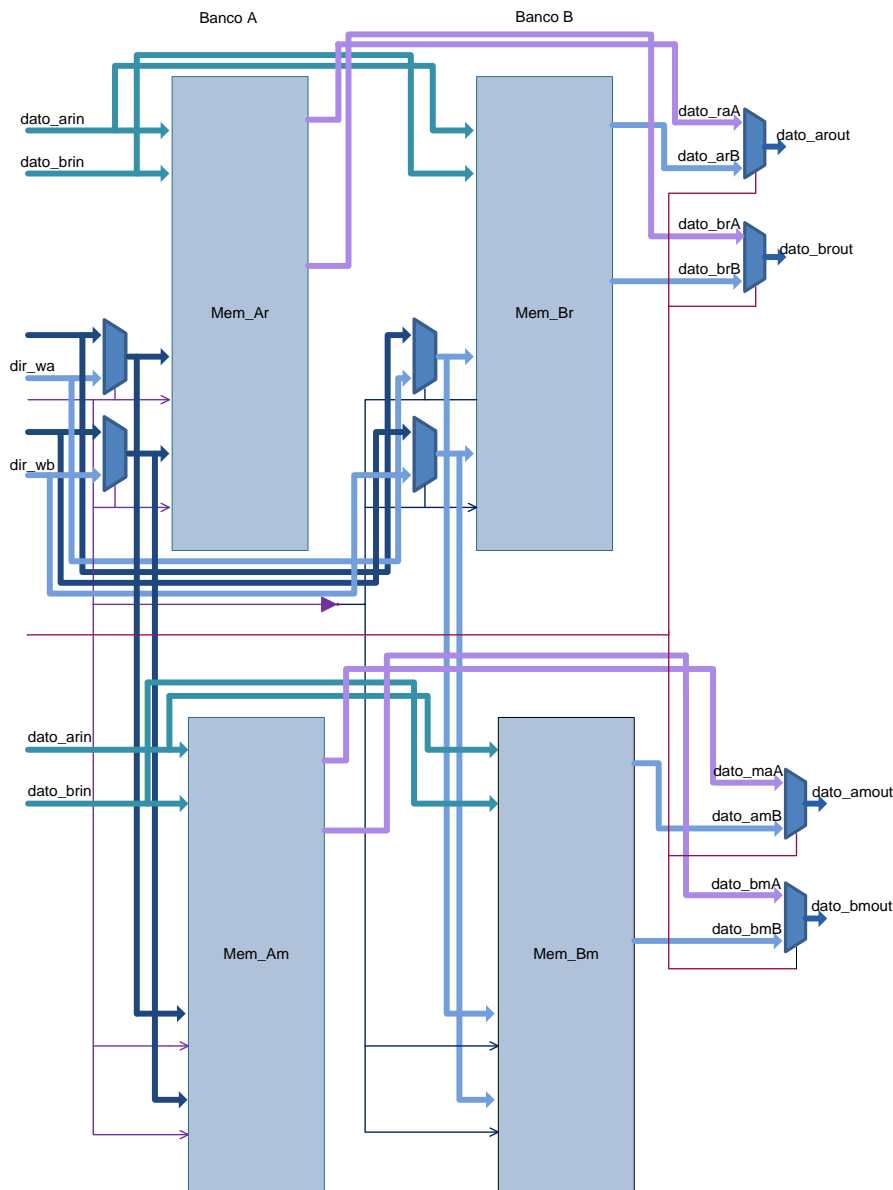 Banco A
Banco B
dato_arin
dato_brin
dato_raA
dato_arB
dato_arout
dato_brA
dato_brB
dato_brout
Mem_Ar
Mem_Br
dir_wa
dir_wb
dato_arin
dato_brin
dato_maA
dato_amB
dato_amout
dato_bmA
dato_bmB
dato_bmout
Mem_Am
Mem_Bm